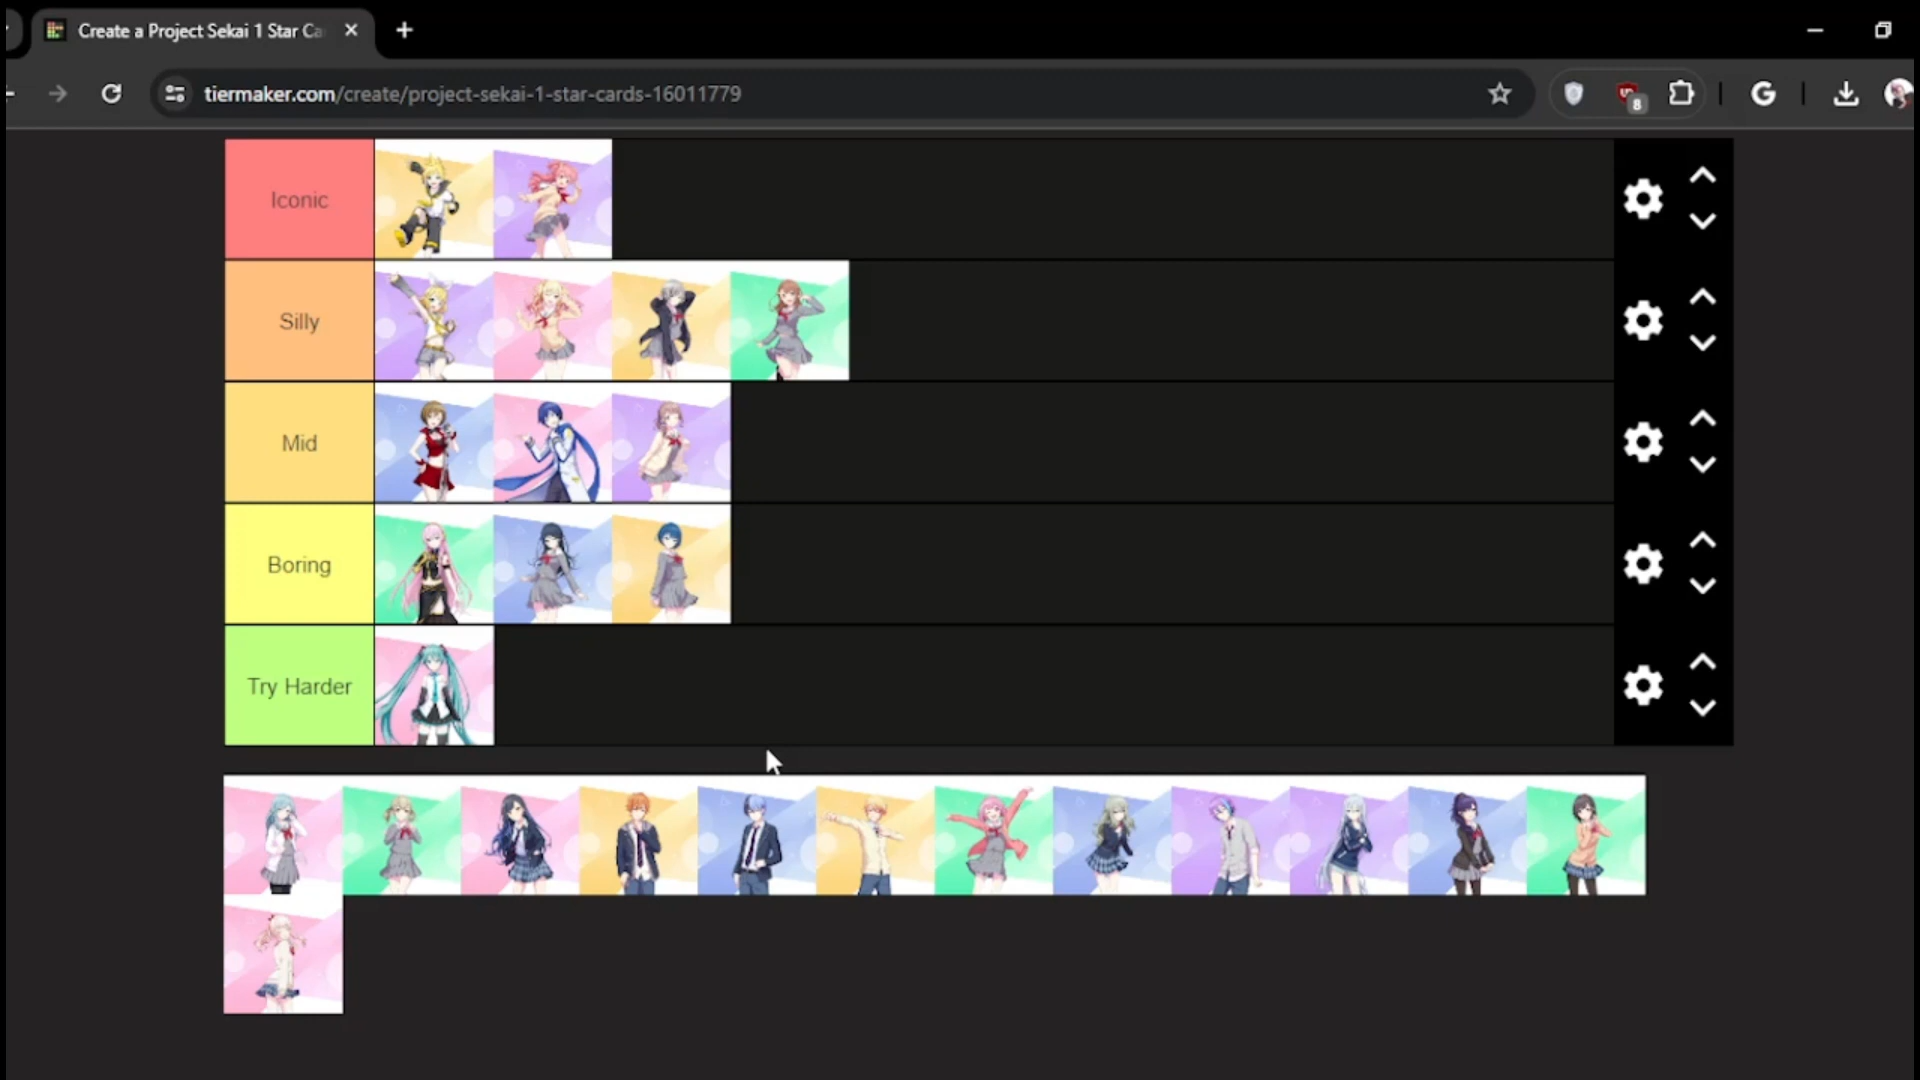 Create a Project Sekai 1 Star Ca
tiermaker.com/create/project-sekai-1-star-cards-16011779
8
G
Iconic
Silly
Mid
Boring
Try Harder